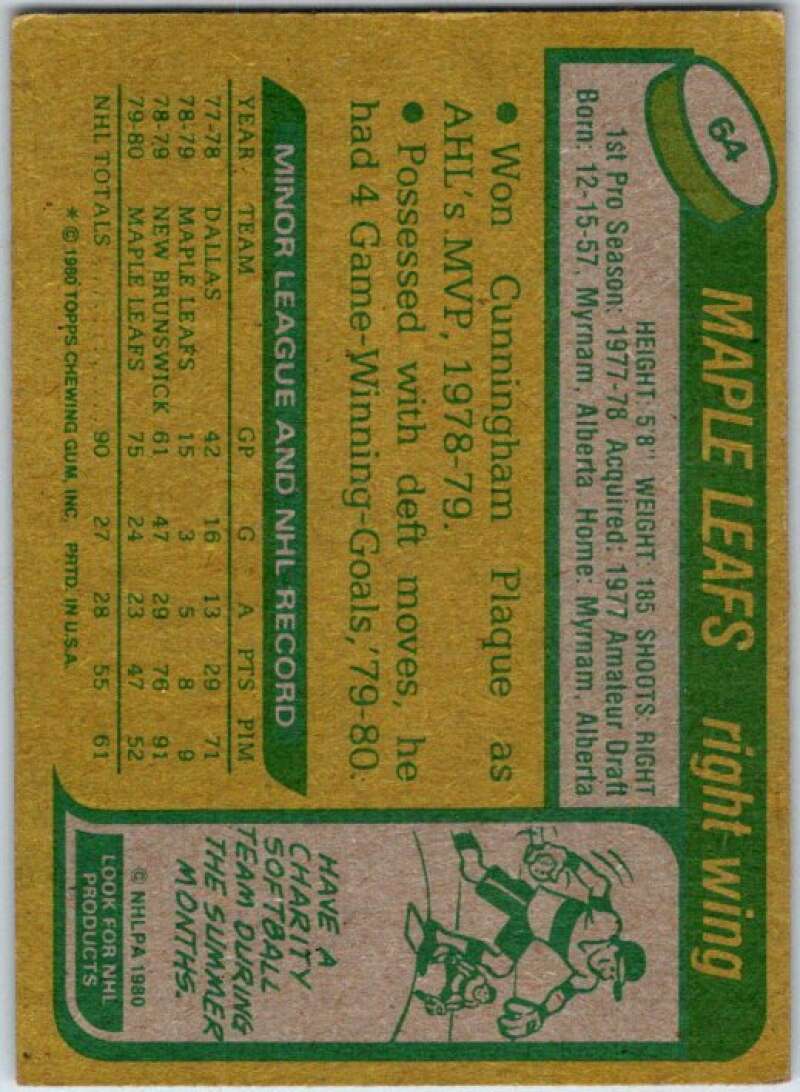 64
MAPLE LEAFS right wing
HEIGHT: 5'8" WEIGHT: 185 SHOOTS: RIGHT
1st Pro Season: 1977-78 Acquired: 1977 Amateur Draft
Born: 12-15-57, Myrnam, Alberta Home: Myrnam, Alberta
• Won Cunningham Plaque as
AHL's MVP, 1978-79.
• Possessed with deft moves, he
had 4 Game-Winning-Goals, '79-80.
MINOR LEAGUE AND NHL RECORD
YEAR TEAM GP G A PTS PIM
77-78 DALLAS 42 16 13 29 71
78-79 MAPLE LEAFS 15 3 5 8 9
78-79 NEW BRUNSWICK 61 47 29 76 91
79-80 MAPLE LEAFS 75 24 23 47 52
NHL TOTALS 90 27 28 55 61
* © 1980 TOPPS CHEWING GUM, INC. PRTD. IN U.S.A.
HAVE A
CHARITY
SOFTBALL
TEAM DURING
THE SUMMER
MONTHS.
© NHLPA 1980
LOOK FOR NHL
PRODUCTS